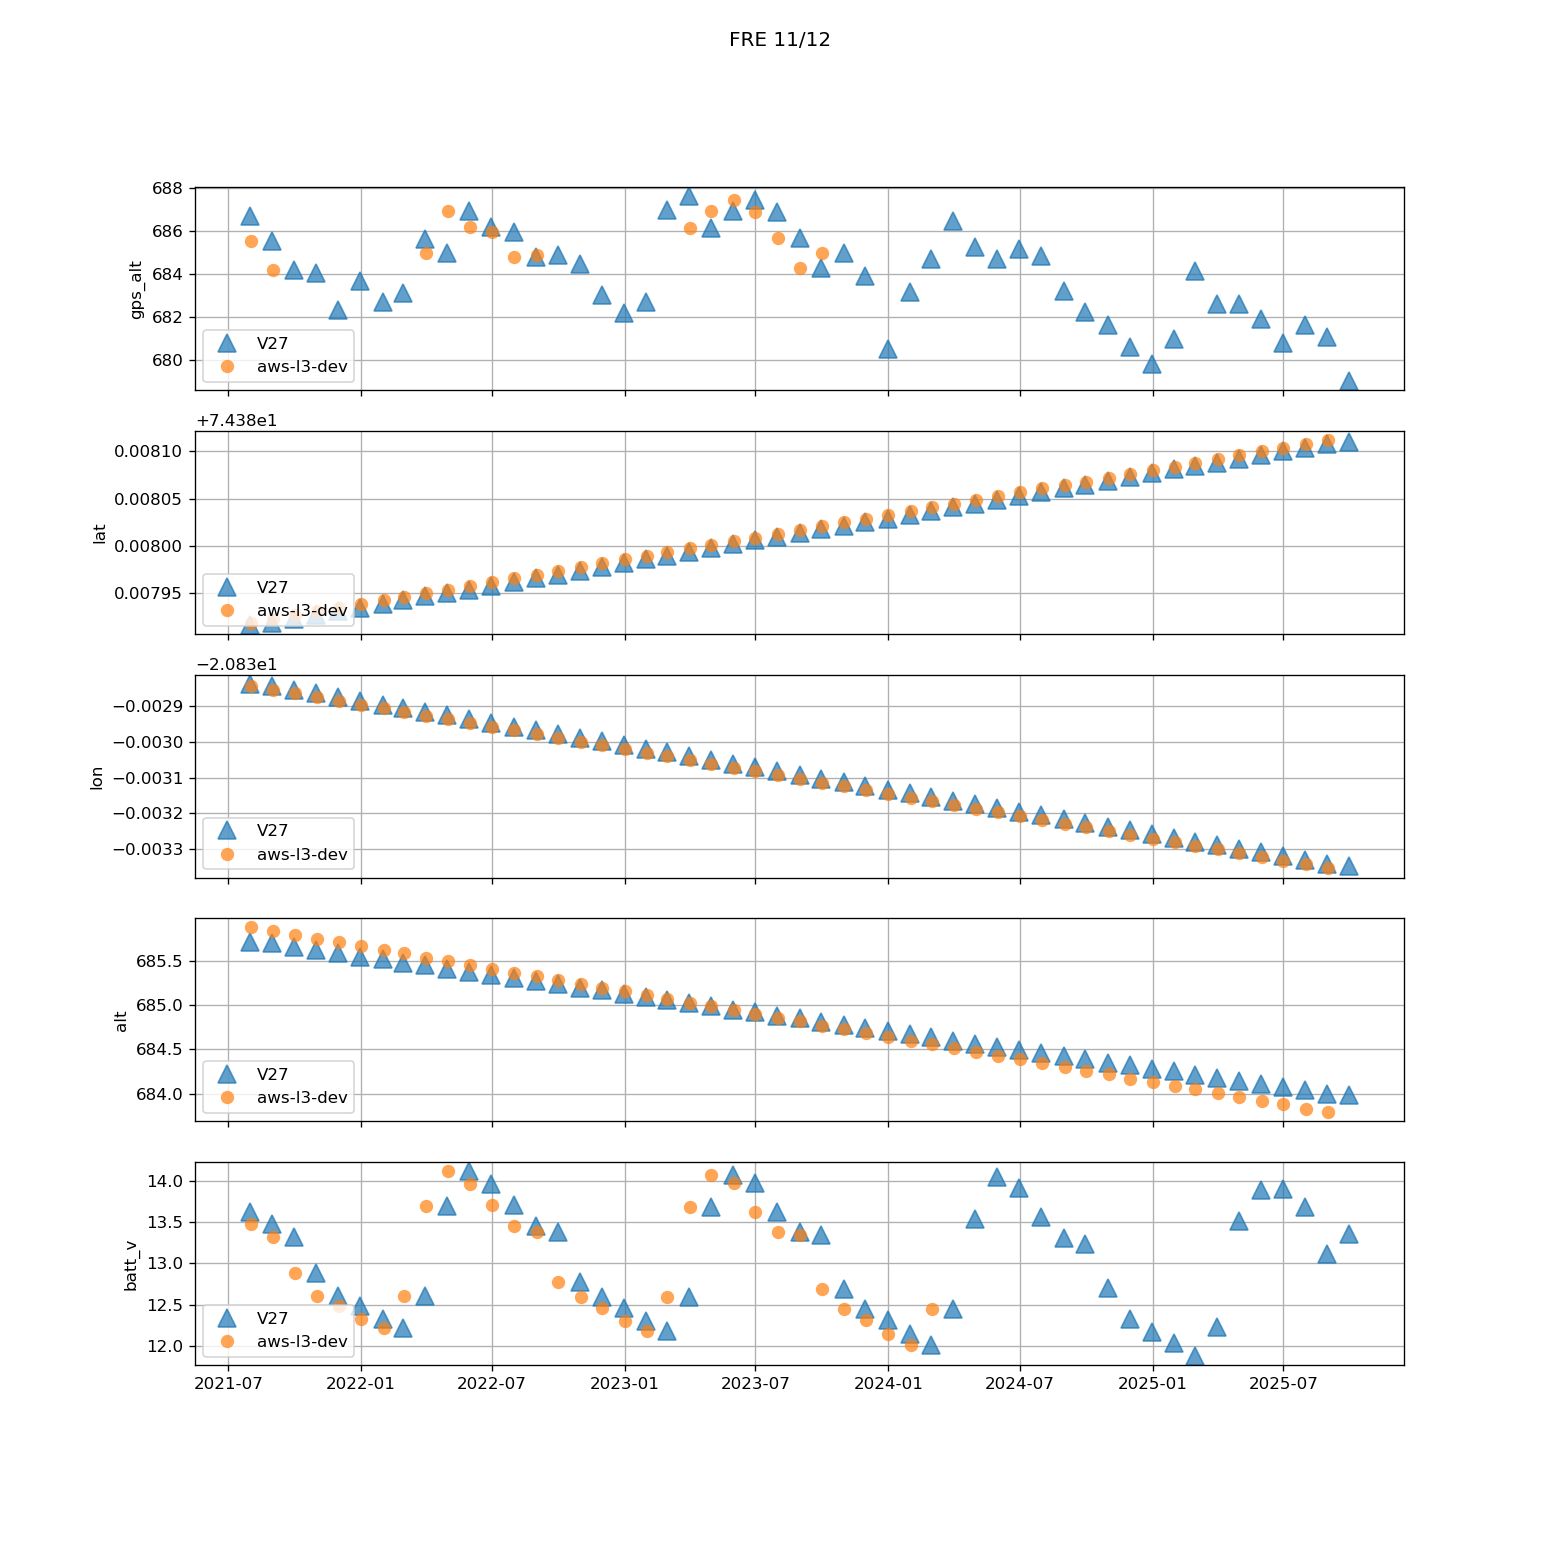 FRE 11/12
688
686
684
682
680
gps_alt
V27
aws-l3-dev
+7.438e1
0.00810
0.00805
0.00800
0.00795
lat
V27
aws-l3-dev
−2.083e1
−0.0029
−0.0030
−0.0031
−0.0032
−0.0033
lon
V27
aws-l3-dev
685.5
685.0
684.5
684.0
alt
V27
aws-l3-dev
14.0
13.5
13.0
12.5
12.0
batt_v
V27
aws-l3-dev
2021-07 2022-01 2022-07 2023-01 2023-07 2024-01 2024-07 2025-01 2025-07